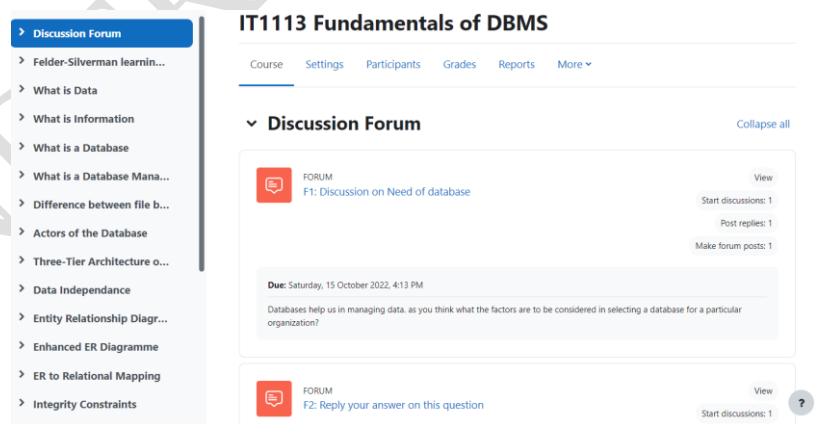 Discussion Forum
Felder-Silverman learnin...
What is Data
What is Information
What is a Database
What is a Database Mana...
Difference between file b...
Actors of the Database
Three-Tier Architecture o...
Data Independance
Entity Relationship Diagr...
Enhanced ER Diagramme
ER to Relational Mapping
Integrity Constraints
IT1113 Fundamentals of DBMS
Course Settings Participants Grades Reports More
Discussion Forum Collapse all
FORUM
F1: Discussion on Need of database
View
Start discussions: 1
Post replies: 1
Make forum posts: 1
Due: Saturday, 15 October 2022, 4:13 PM
Databases help us in managing data. as you think what the factors are to be considered in selecting a database for a particular
organization?
FORUM
F2: Reply your answer on this question
View
Start discussions: 1
?